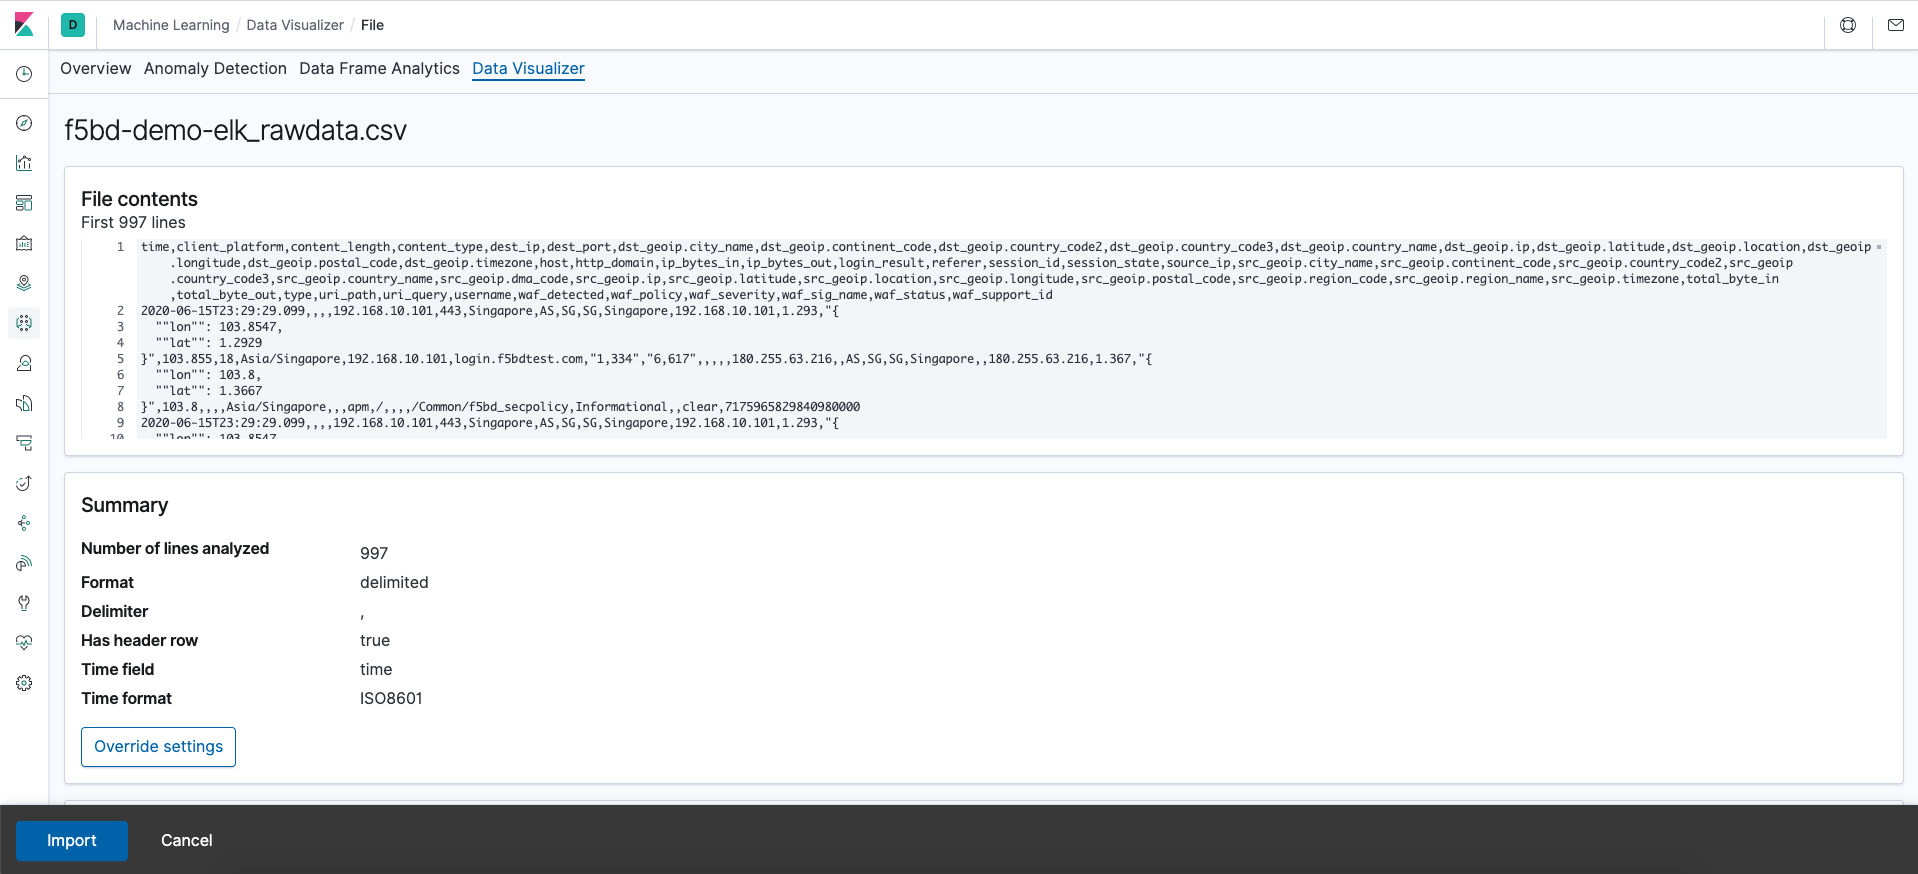 D Machine Learning / Data Visualizer / File
Overview Anomaly Detection Data Frame Analytics Data Visualizer
f5bd-demo-elk_rawdata.csv
File contents
First 997 lines
1 time,client_platform,content_length,content_type,dest_ip,dest_port,dst_geoip.city_name,dst_geoip.continent_code,dst_geoip.country_code2,dst_geoip.country_code3,dst_geoip.country_name,dst_geoip.ip,dst_geoip.latitude,dst_geoip.location,dst_geoip
.longitude,dst_geoip.postal_code,dst_geoip.timezone,host,http_domain,ip_bytes_in,ip_bytes_out,login_result,referer,session_id,session_state,source_ip,src_geoip.city_name,src_geoip.continent_code,src_geoip.country_code2,src_geoip
.country_code3,src_geoip.country_name,src_geoip.dma_code,src_geoip.ip,src_geoip.latitude,src_geoip.location,src_geoip.longitude,src_geoip.postal_code,src_geoip.region_code,src_geoip.region_name,src_geoip.timezone,total_byte_in
,total_byte_out,type,uri_path,uri_query,username,waf_detected,waf_policy,waf_severity,waf_sig_name,waf_status,waf_support_id
2 2020-06-15T23:29:29.099,,,,192.168.10.101,443,Singapore,AS,SG,SG,Singapore,192.168.10.101,1.293,"{
3 ""lon"": 103.8547,
4 ""lat"": 1.2929
5 }",103.855,18,Asia/Singapore,192.168.10.101,login.f5bdtest.com,"1,334","6,617",,,,,180.255.63.216,,AS,SG,SG,Singapore,,180.255.63.216,1.367,"{
6 ""lon"": 103.8,
7 ""lat"": 1.3667
8 }",103.8,,,,Asia/Singapore,,,apm,/,,,,/Common/f5bd_secpolicy,Informational,,clear,7175965829840980000
9 2020-06-15T23:29:29.099,,,,192.168.10.101,443,Singapore,AS,SG,SG,Singapore,192.168.10.101,1.293,"{
10 ""lon"": 103.8547
Summary
Number of lines analyzed 997
Format delimited
Delimiter ,
Has header row true
Time field time
Time format ISO8601
Override settings
Import Cancel